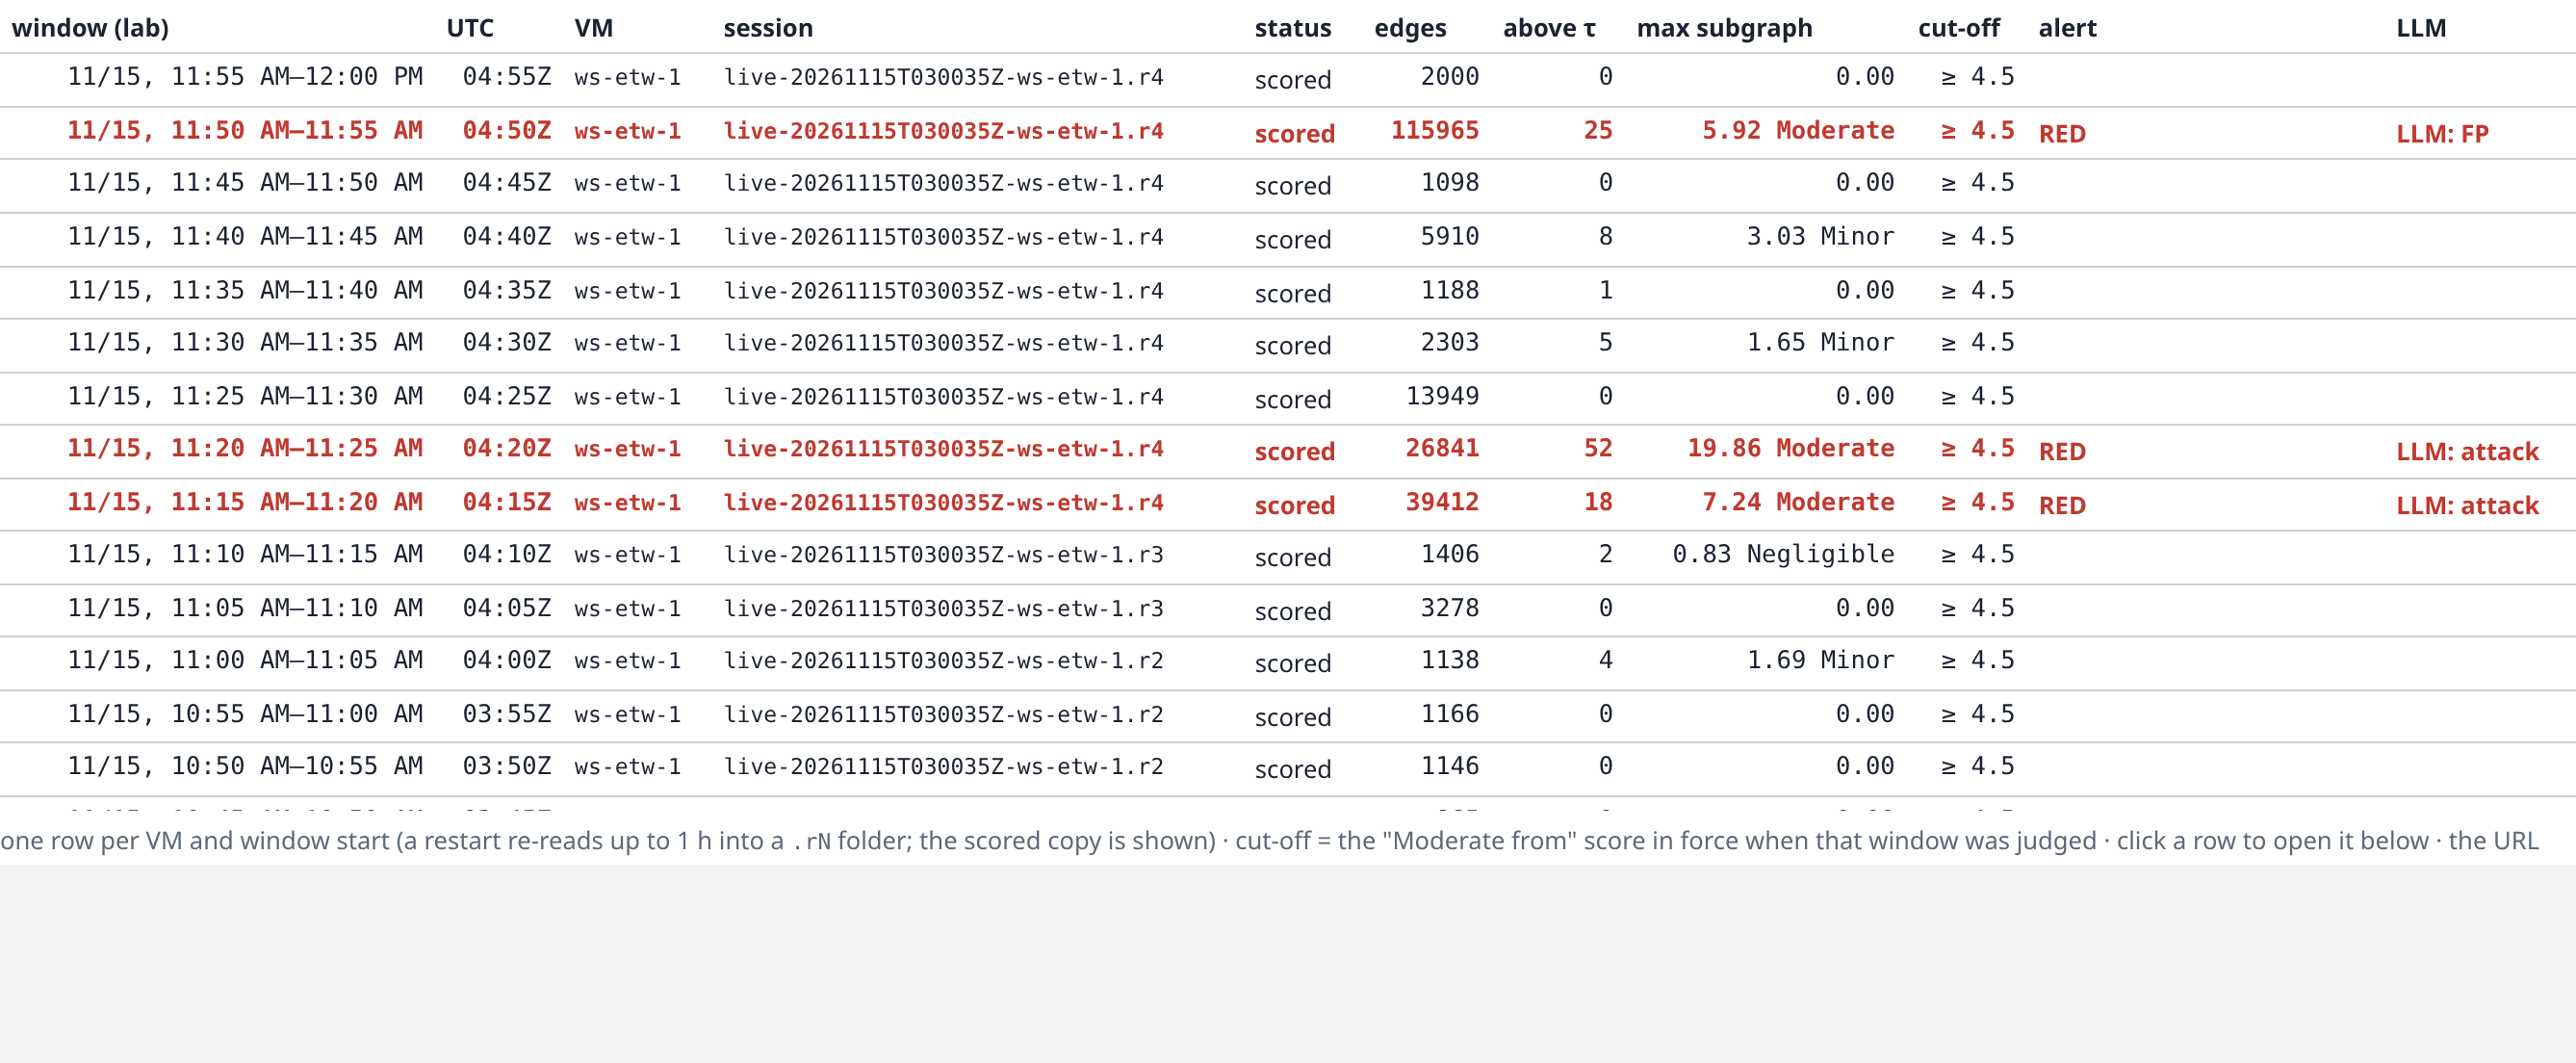 window (lab) UTC VM session status edges above τ max subgraph cut-off alert LLM
11/15, 11:55 AM–12:00 PM 04:55Z ws-etw-1 live-20261115T030035Z-ws-etw-1.r4 scored 2000 0 0.00 ≥ 4.5
11/15, 11:50 AM–11:55 AM 04:50Z ws-etw-1 live-20261115T030035Z-ws-etw-1.r4 scored 115965 25 5.92 Moderate ≥ 4.5 RED LLM: FP
11/15, 11:45 AM–11:50 AM 04:45Z ws-etw-1 live-20261115T030035Z-ws-etw-1.r4 scored 1098 0 0.00 ≥ 4.5
11/15, 11:40 AM–11:45 AM 04:40Z ws-etw-1 live-20261115T030035Z-ws-etw-1.r4 scored 5910 8 3.03 Minor ≥ 4.5
11/15, 11:35 AM–11:40 AM 04:35Z ws-etw-1 live-20261115T030035Z-ws-etw-1.r4 scored 1188 1 0.00 ≥ 4.5
11/15, 11:30 AM–11:35 AM 04:30Z ws-etw-1 live-20261115T030035Z-ws-etw-1.r4 scored 2303 5 1.65 Minor ≥ 4.5
11/15, 11:25 AM–11:30 AM 04:25Z ws-etw-1 live-20261115T030035Z-ws-etw-1.r4 scored 13949 0 0.00 ≥ 4.5
11/15, 11:20 AM–11:25 AM 04:20Z ws-etw-1 live-20261115T030035Z-ws-etw-1.r4 scored 26841 52 19.86 Moderate ≥ 4.5 RED LLM: attack
11/15, 11:15 AM–11:20 AM 04:15Z ws-etw-1 live-20261115T030035Z-ws-etw-1.r4 scored 39412 18 7.24 Moderate ≥ 4.5 RED LLM: attack
11/15, 11:10 AM–11:15 AM 04:10Z ws-etw-1 live-20261115T030035Z-ws-etw-1.r3 scored 1406 2 0.83 Negligible ≥ 4.5
11/15, 11:05 AM–11:10 AM 04:05Z ws-etw-1 live-20261115T030035Z-ws-etw-1.r3 scored 3278 0 0.00 ≥ 4.5
11/15, 11:00 AM–11:05 AM 04:00Z ws-etw-1 live-20261115T030035Z-ws-etw-1.r2 scored 1138 4 1.69 Minor ≥ 4.5
11/15, 10:55 AM–11:00 AM 03:55Z ws-etw-1 live-20261115T030035Z-ws-etw-1.r2 scored 1166 0 0.00 ≥ 4.5
11/15, 10:50 AM–10:55 AM 03:50Z ws-etw-1 live-20261115T030035Z-ws-etw-1.r2 scored 1146 0 0.00 ≥ 4.5
one row per VM and window start (a restart re-reads up to 1 h into a .rN folder; the scored copy is shown) · cut-off = the "Moderate from" score in force when that window was judged · click a row to open it below · the URL